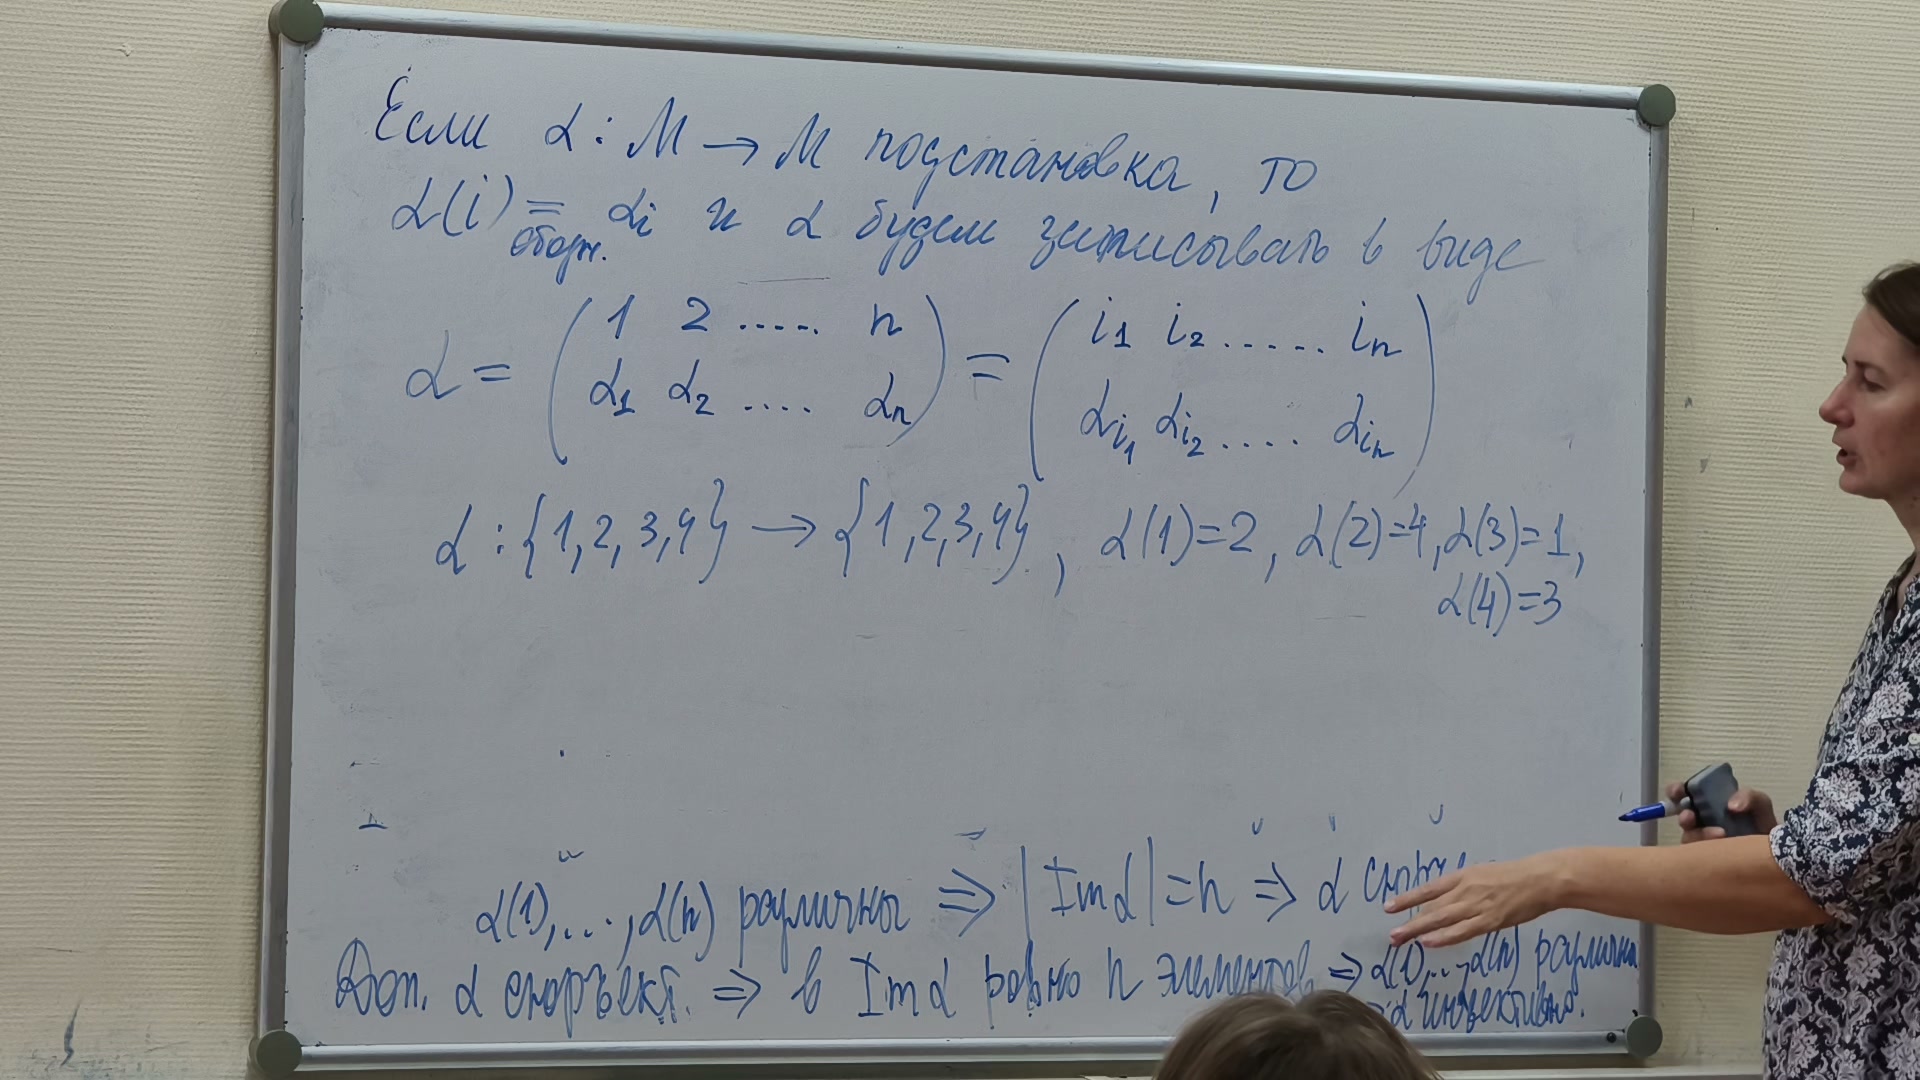 Если α : M → M подстановка, то
α(i) = αi и α будем записывать в виде
обозн.
α = ( 1 2 ..... n ) = ( i1 i2 ..... in )
( α1 α2 .... αn ) ( αi1 αi2 .... αin )
α : {1,2,3,4} → {1,2,3,4}, α(1)=2, α(2)=4, α(3)=1,
α(4)=3
α(1),...,α(n) различны ⇒ |Im α| = n ⇒ α сюръ
Доп. α сюръект. ⇒ в Im α ровно n элементов ⇒ α(1),...,α(n) различны
⇒ α инъективно.